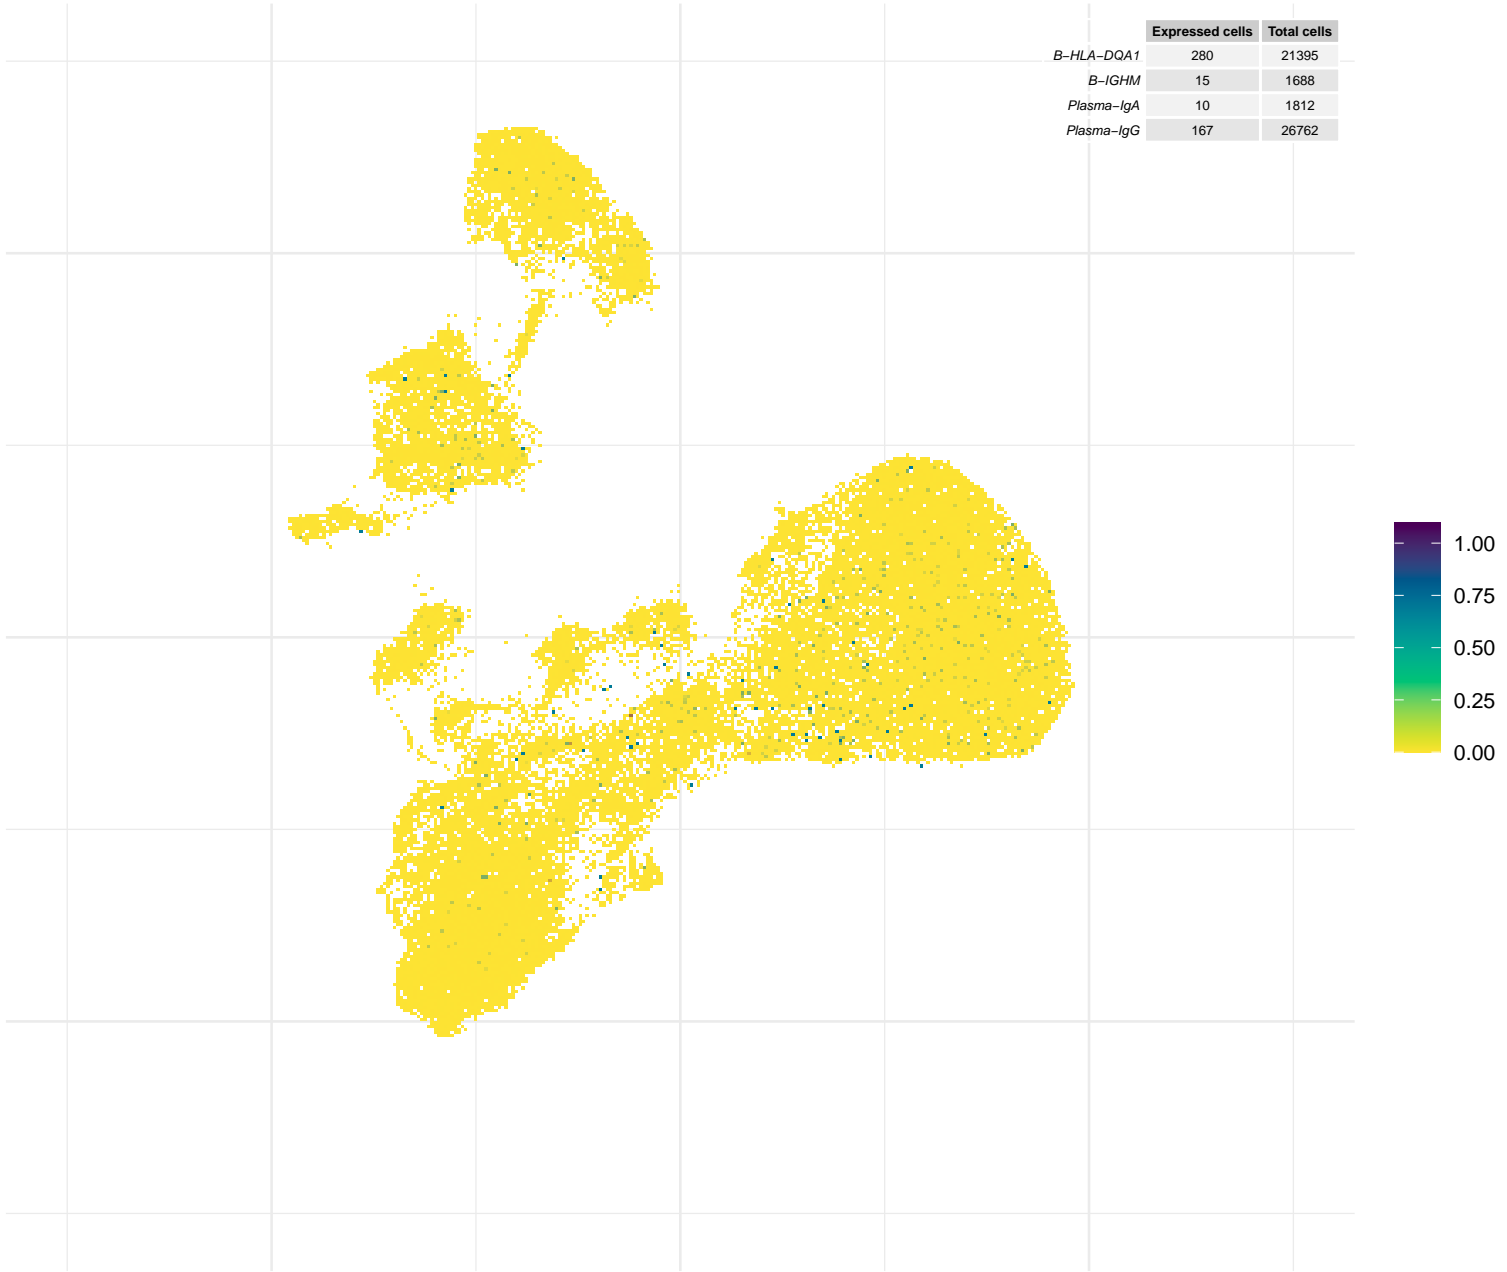 Expressed cells Total cells
B−HLA−DQA1 280 21395
B−IGHM 15 1688
Plasma−IgA 10 1812
Plasma−IgG 167 26762
1.00
0.75
0.50
0.25
0.00